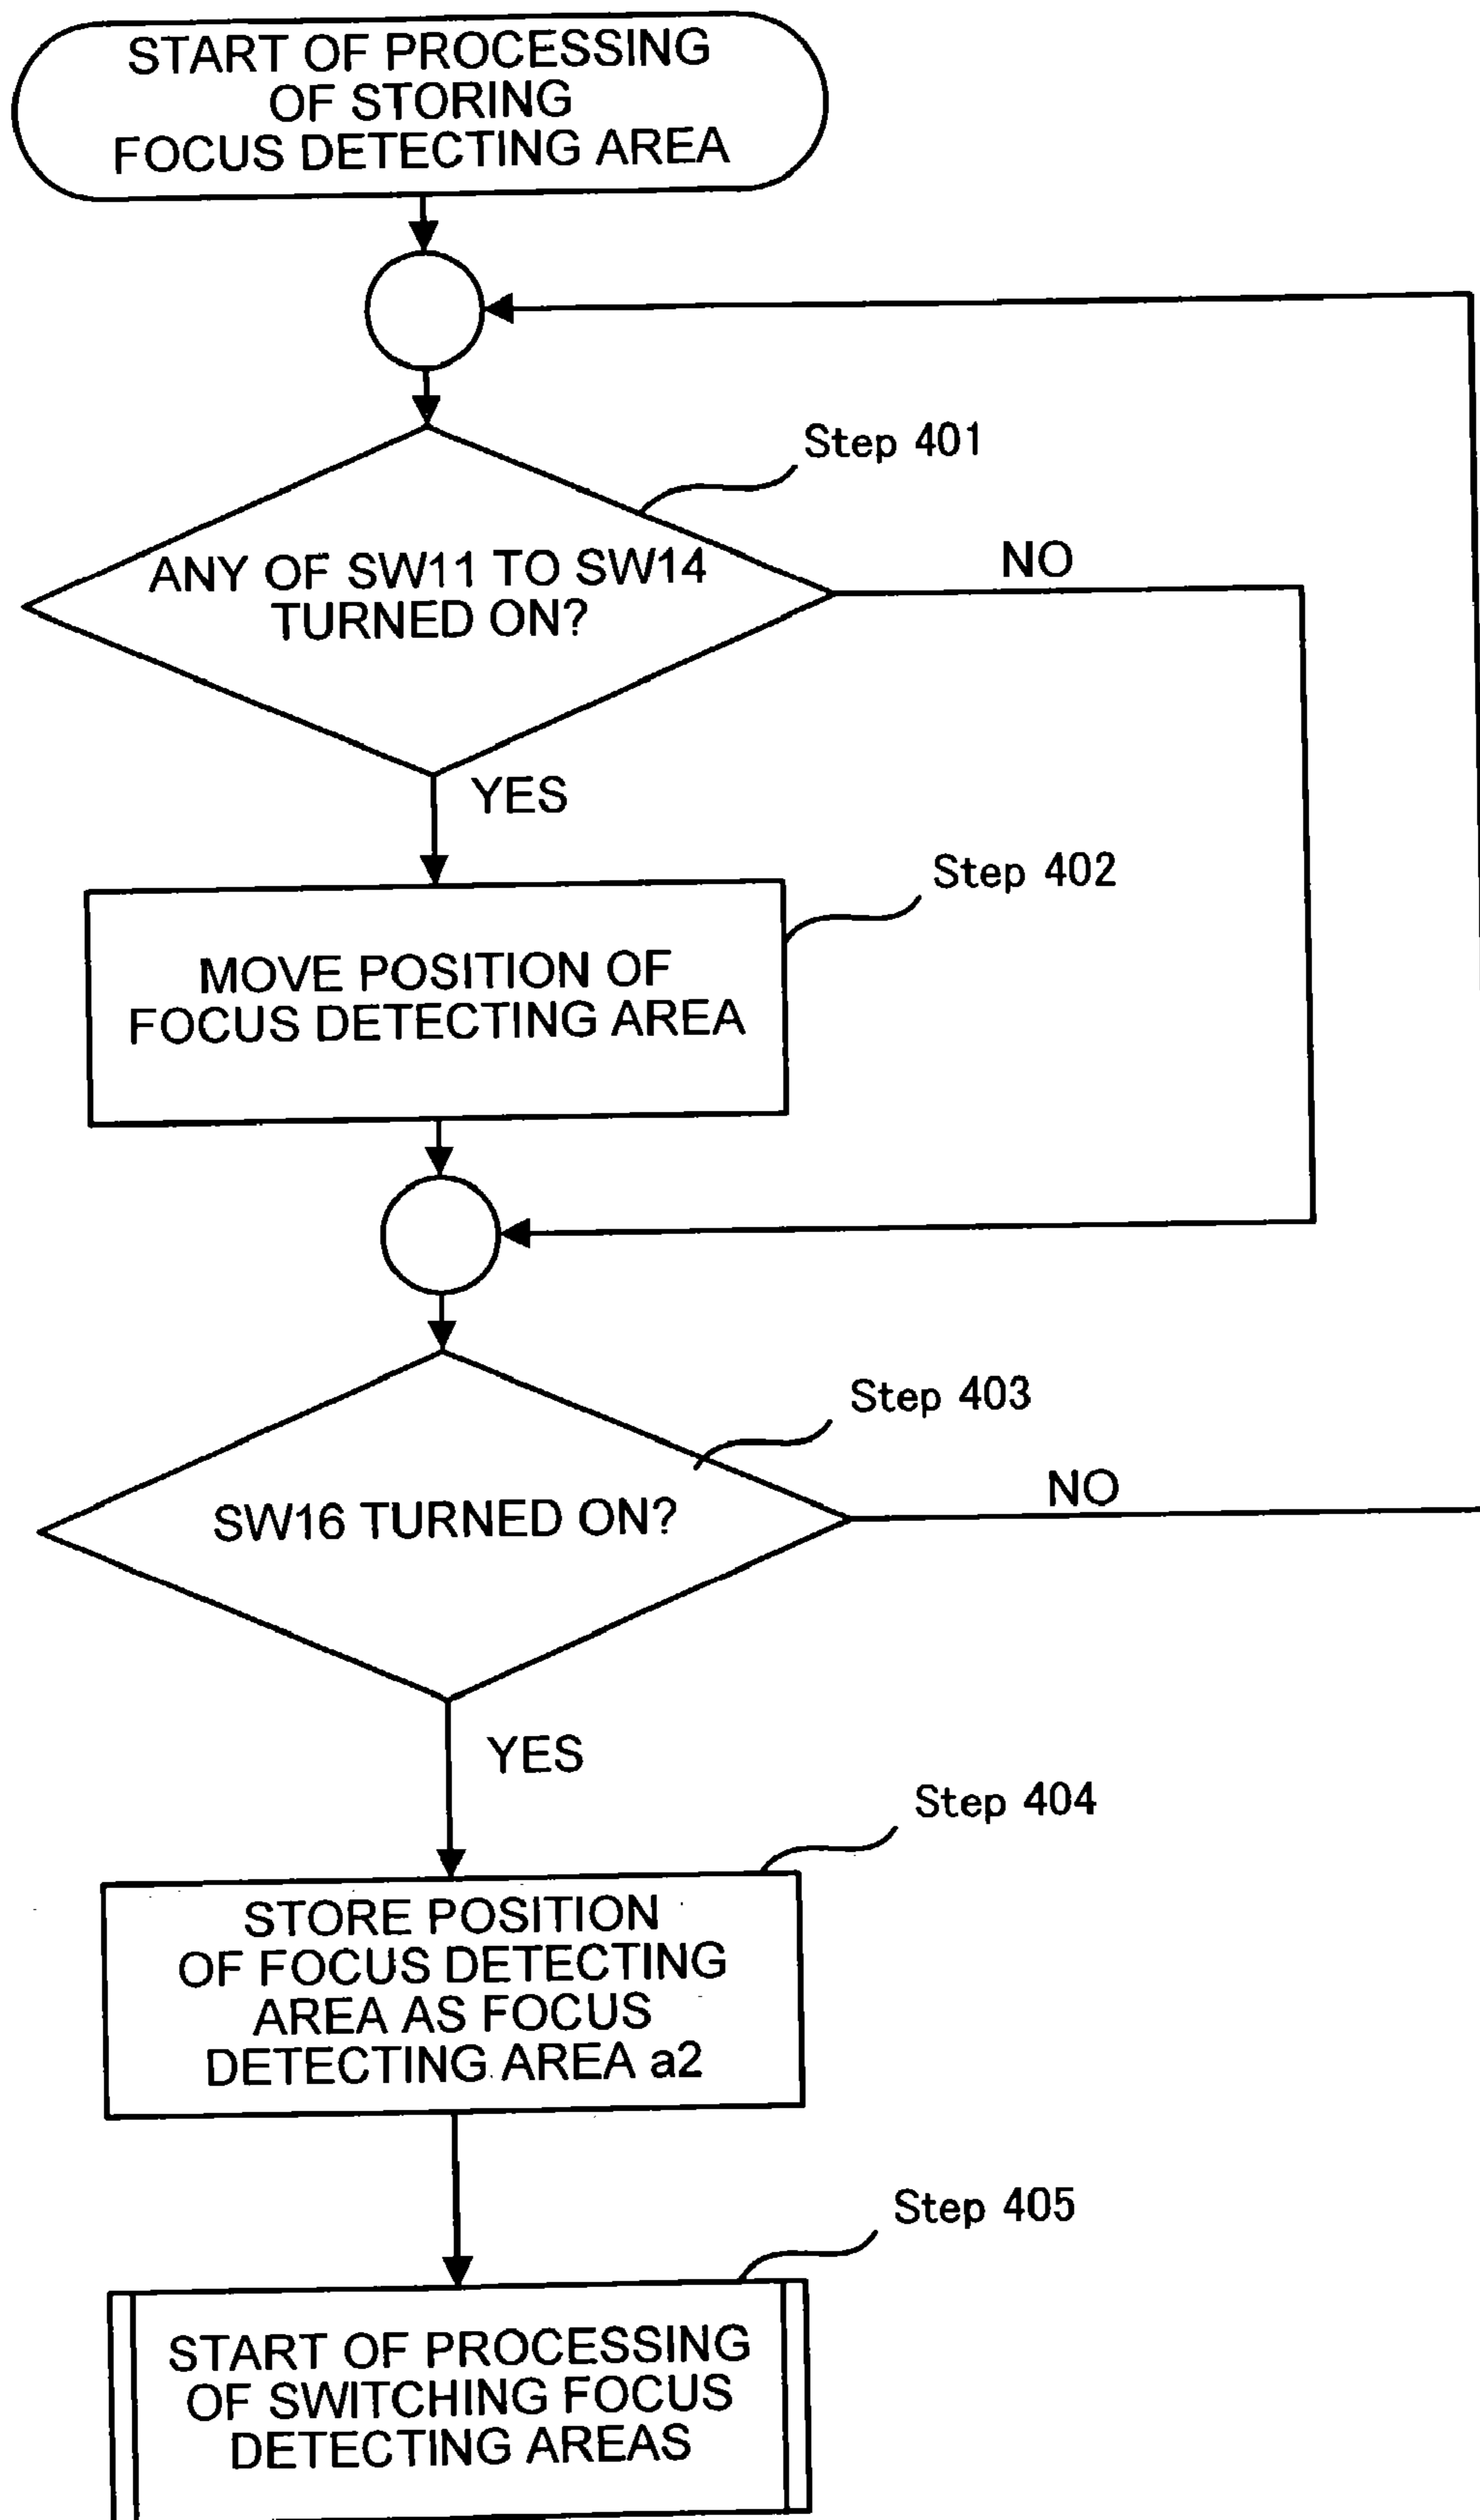 START OF PROCESSING
OF STORING
FOCUS DETECTING AREA
Step 401
ANY OF SW11 TO SW14
TURNED ON?
NO
YES
Step 402
MOVE POSITION OF
FOCUS DETECTING AREA
Step 403
SW16 TURNED ON?
NO
YES
Step 404
STORE POSITION
OF FOCUS DETECTING
AREA AS FOCUS
DETECTING AREA a2
Step 405
START OF PROCESSING
OF SWITCHING FOCUS
DETECTING AREAS